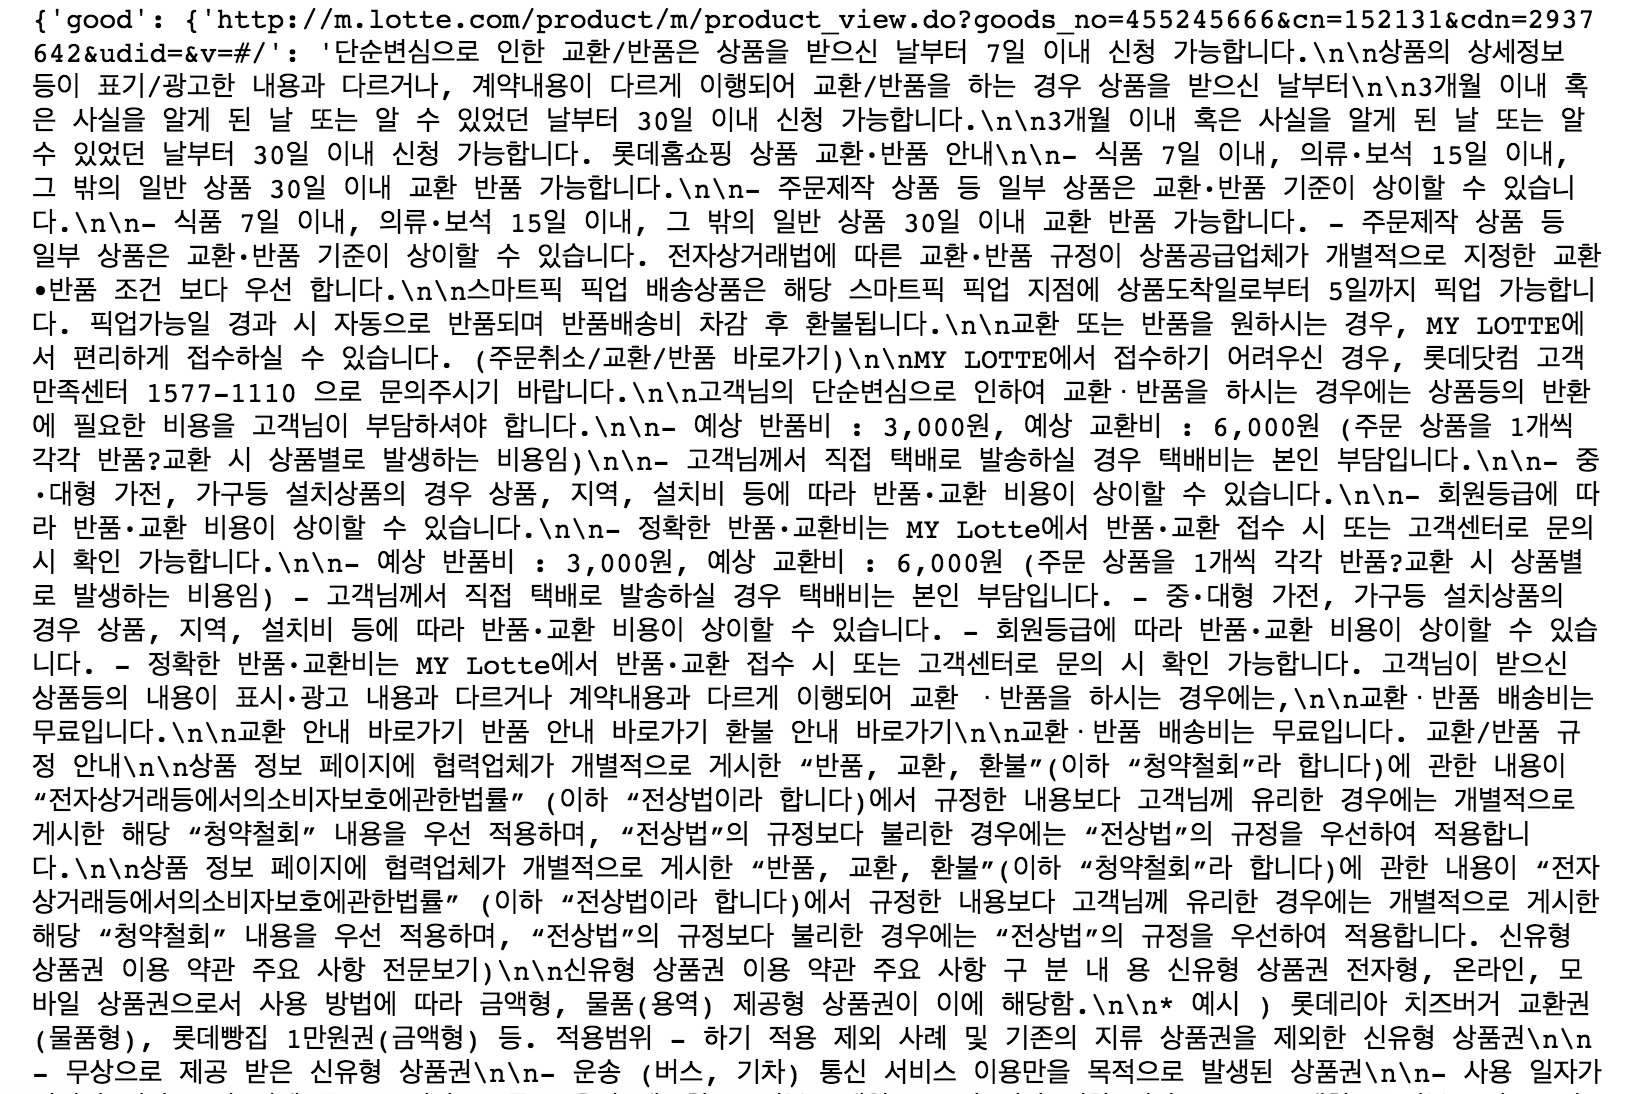 {'good': {'http://m.lotte.com/product/m/product_view.do?goods_no=455245666&cn=152131&cdn=2937
642&udid=&v=#/': '단순변심으로 인한 교환/반품은 상품을 받으신 날부터 7일 이내 신청 가능합니다.\n\n상품의 상세정보
등이 표기/광고한 내용과 다르거나, 계약내용이 다르게 이행되어 교환/반품을 하는 경우 상품을 받으신 날부터\n\n3개월 이내 혹
은 사실을 알게 된 날 또는 알 수 있었던 날부터 30일 이내 신청 가능합니다.\n\n3개월 이내 혹은 사실을 알게 된 날 또는 알
수 있었던 날부터 30일 이내 신청 가능합니다. 롯데홈쇼핑 상품 교환·반품 안내\n\n- 식품 7일 이내, 의류·보석 15일 이내,
그 밖의 일반 상품 30일 이내 교환 반품 가능합니다.\n\n- 주문제작 상품 등 일부 상품은 교환·반품 기준이 상이할 수 있습니
다.\n\n- 식품 7일 이내, 의류·보석 15일 이내, 그 밖의 일반 상품 30일 이내 교환 반품 가능합니다. - 주문제작 상품 등
일부 상품은 교환·반품 기준이 상이할 수 있습니다. 전자상거래법에 따른 교환·반품 규정이 상품공급업체가 개별적으로 지정한 교환
•반품 조건 보다 우선 합니다.\n\n스마트픽 픽업 배송상품은 해당 스마트픽 픽업 지점에 상품도착일로부터 5일까지 픽업 가능합니
다. 픽업가능일 경과 시 자동으로 반품되며 반품배송비 차감 후 환불됩니다.\n\n교환 또는 반품을 원하시는 경우, MY LOTTE에
서 편리하게 접수하실 수 있습니다. (주문취소/교환/반품 바로가기)\n\nMY LOTTE에서 접수하기 어려우신 경우, 롯데닷컴 고객
만족센터 1577-1110 으로 문의주시기 바랍니다.\n\n고객님의 단순변심으로 인하여 교환ㆍ반품을 하시는 경우에는 상품등의 반환
에 필요한 비용을 고객님이 부담하셔야 합니다.\n\n- 예상 반품비 : 3,000원, 예상 교환비 : 6,000원 (주문 상품을 1개씩
각각 반품?교환 시 상품별로 발생하는 비용임)\n\n- 고객님께서 직접 택배로 발송하실 경우 택배비는 본인 부담입니다.\n\n- 중
·대형 가전, 가구등 설치상품의 경우 상품, 지역, 설치비 등에 따라 반품·교환 비용이 상이할 수 있습니다.\n\n- 회원등급에 따
라 반품·교환 비용이 상이할 수 있습니다.\n\n- 정확한 반품·교환비는 MY Lotte에서 반품·교환 접수 시 또는 고객센터로 문의
시 확인 가능합니다.\n\n- 예상 반품비 : 3,000원, 예상 교환비 : 6,000원 (주문 상품을 1개씩 각각 반품?교환 시 상품별
로 발생하는 비용임) - 고객님께서 직접 택배로 발송하실 경우 택배비는 본인 부담입니다. - 중·대형 가전, 가구등 설치상품의
경우 상품, 지역, 설치비 등에 따라 반품·교환 비용이 상이할 수 있습니다. - 회원등급에 따라 반품·교환 비용이 상이할 수 있습
니다. - 정확한 반품·교환비는 MY Lotte에서 반품·교환 접수 시 또는 고객센터로 문의 시 확인 가능합니다. 고객님이 받으신
상품등의 내용이 표시·광고 내용과 다르거나 계약내용과 다르게 이행되어 교환 ㆍ반품을 하시는 경우에는,\n\n교환ㆍ반품 배송비는
무료입니다.\n\n교환 안내 바로가기 반품 안내 바로가기 환불 안내 바로가기\n\n교환ㆍ반품 배송비는 무료입니다. 교환/반품 규
정 안내\n\n상품 정보 페이지에 협력업체가 개별적으로 게시한 “반품, 교환, 환불”(이하 “청약철회”라 합니다)에 관한 내용이
“전자상거래등에서의소비자보호에관한법률” (이하 “전상법이라 합니다)에서 규정한 내용보다 고객님께 유리한 경우에는 개별적으로
게시한 해당 “청약철회” 내용을 우선 적용하며, “전상법”의 규정보다 불리한 경우에는 “전상법”의 규정을 우선하여 적용합니
다.\n\n상품 정보 페이지에 협력업체가 개별적으로 게시한 “반품, 교환, 환불”(이하 “청약철회”라 합니다)에 관한 내용이 “전자
상거래등에서의소비자보호에관한법률” (이하 “전상법이라 합니다)에서 규정한 내용보다 고객님께 유리한 경우에는 개별적으로 게시한
해당 “청약철회” 내용을 우선 적용하며, “전상법”의 규정보다 불리한 경우에는 “전상법”의 규정을 우선하여 적용합니다. 신유형
상품권 이용 약관 주요 사항 전문보기)\n\n신유형 상품권 이용 약관 주요 사항 구 분 내 용 신유형 상품권 전자형, 온라인, 모
바일 상품권으로서 사용 방법에 따라 금액형, 물품(용역) 제공형 상품권이 이에 해당함.\n\n* 예시 ) 롯데리아 치즈버거 교환권
(물품형), 롯데빵집 1만원권(금액형) 등. 적용범위 - 하기 적용 제외 사례 및 기존의 지류 상품권을 제외한 신유형 상품권\n\n
- 무상으로 제공 받은 신유형 상품권\n\n- 운송 (버스, 기차) 통신 서비스 이용만을 목적으로 발생된 상품권\n\n- 사용 일자가